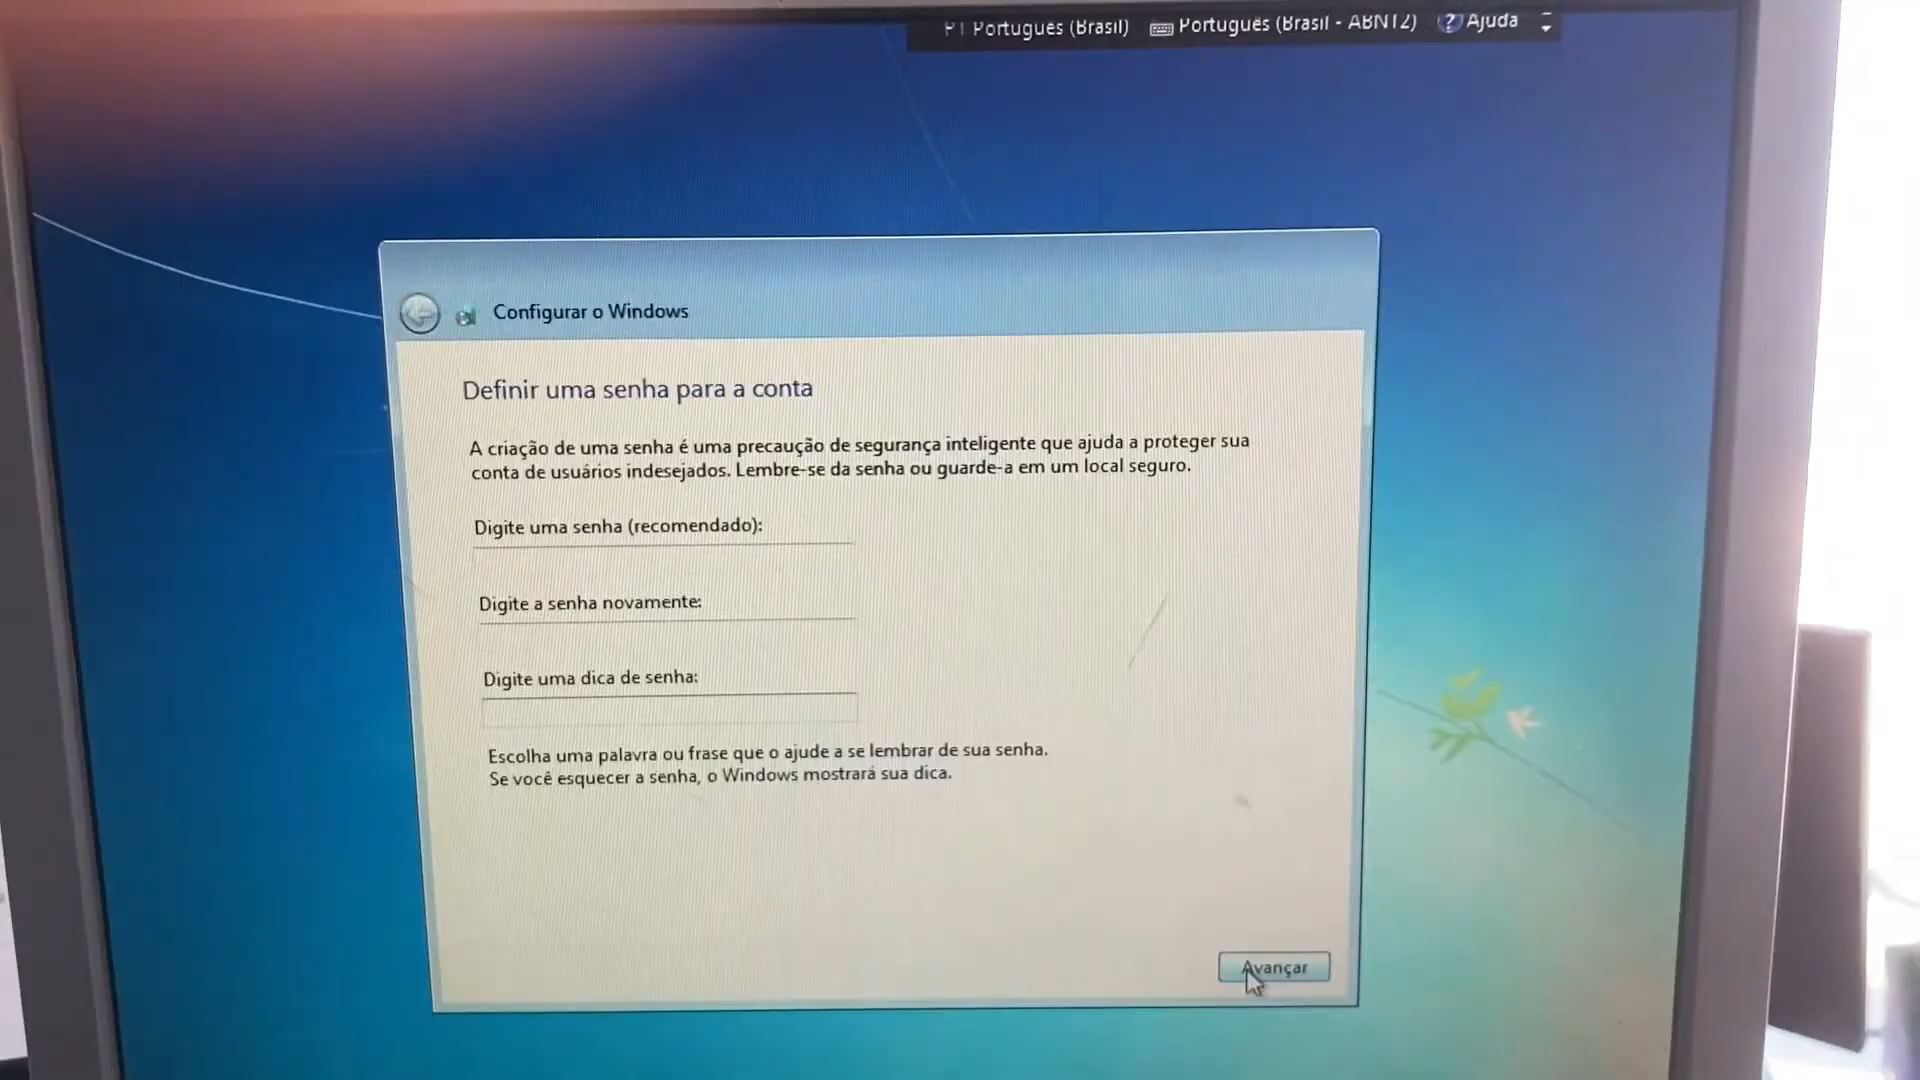 PT Português (Brasil) Português (Brasil - ABNT2) ? Ajuda
Configurar o Windows
Definir uma senha para a conta
A criação de uma senha é uma precaução de segurança inteligente que ajuda a proteger sua
conta de usuários indesejados. Lembre-se da senha ou guarde-a em um local seguro.
Digite uma senha (recomendado):
Digite a senha novamente:
Digite uma dica de senha:
Escolha uma palavra ou frase que o ajude a se lembrar de sua senha.
Se você esquecer a senha, o Windows mostrará sua dica.
Avançar